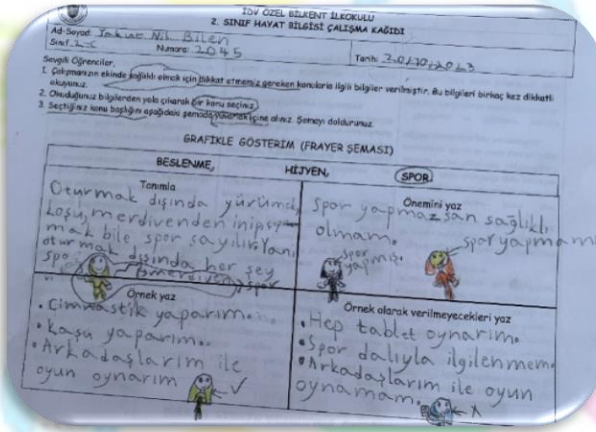 İDV ÖZEL BİLKENT İLKOKULU
2. SINIF HAYAT BİLGİSİ ÇALIŞMA KAĞIDI
Ad-Soyad: Nil Bilen
Sınıf: 2-C Numara: 2045 Tarih: 20/10/2023
Sevgili Öğrenciler,
1. Çalışmanızın ekinde sağlıklı olmak için dikkat etmemiz gereken konularla ilgili bilgiler verilmiştir. Bu bilgileri birkaç kez dikkatli
okuyunuz.
2. Okuduğunuz bilgilerden yola çıkarak bir konu seçiniz.
3. Seçtiğiniz konu başlığını aşağıdaki şemada yuvarlak içine alınız. Şemayı doldurunuz.
GRAFİKLE GÖSTERİM (FRAYER ŞEMASI)
BESLENME, HİJYEN, SPOR
Tanımla
Oturmak dışında yürümek,
koşu, merdivenden inip
mak bile spor sayılır. Yani
oturmak dışında her şey
spo
merdiven spor
Önemini yaz
Spor yapmazsan sağlıklı
olmam.
spor yapmamı
spor
yapmış.
Örnek yaz
• Cimnastik yaparım.
• Koşu yaparım.
• Arkadaşlarım ile
oyun oynarım
Örnek olarak verilmeyecekleri yaz
• Hep tablet oynarım.
• Spor dalıyla ilgilenmem.
• Arkadaşlarım ile oyun
oynamam.